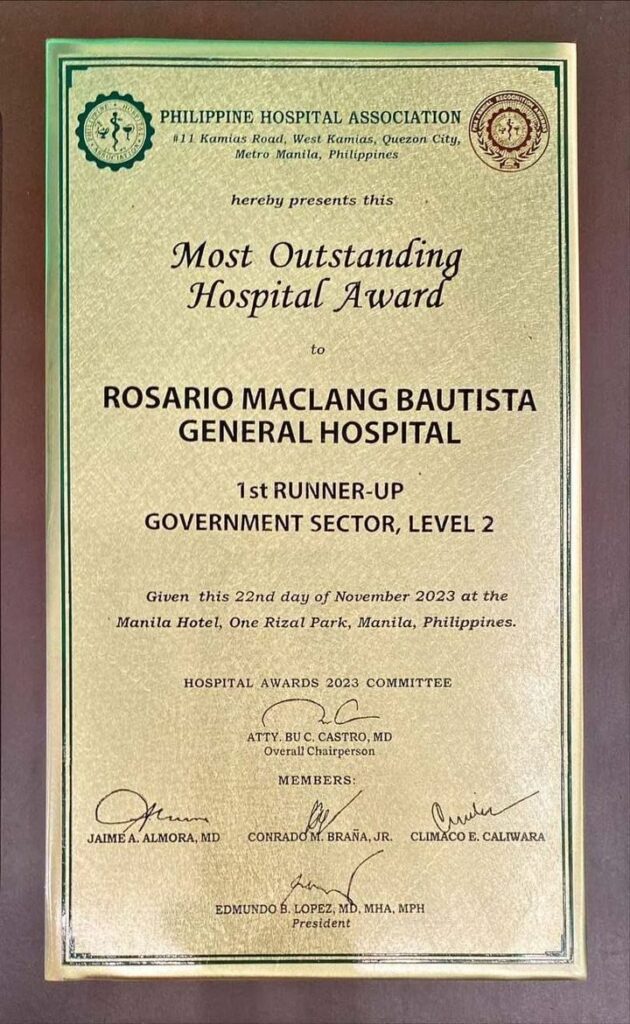 PHILIPPINE HOSPITAL ASSOCIATION
PHILIPPINE HOSPITAL ASSOCIATION
#11 Kamias Road, West Kamias, Quezon City,
Metro Manila, Philippines
hereby presents this
Most Outstanding
Hospital Award
to
ROSARIO MACLANG BAUTISTA
GENERAL HOSPITAL
1st RUNNER-UP
GOVERNMENT SECTOR, LEVEL 2
Given this 22nd day of November 2023 at the
Manila Hotel, One Rizal Park, Manila, Philippines.
HOSPITAL AWARDS 2023 COMMITTEE
ATTY. BU C. CASTRO, MD
Overall Chairperson
MEMBERS:
JAIME A. ALMORA, MD CONRADO M. BRAÑA, JR. CLIMACO E. CALIWARA
EDMUNDO B. LOPEZ, MD, MHA, MPH
President